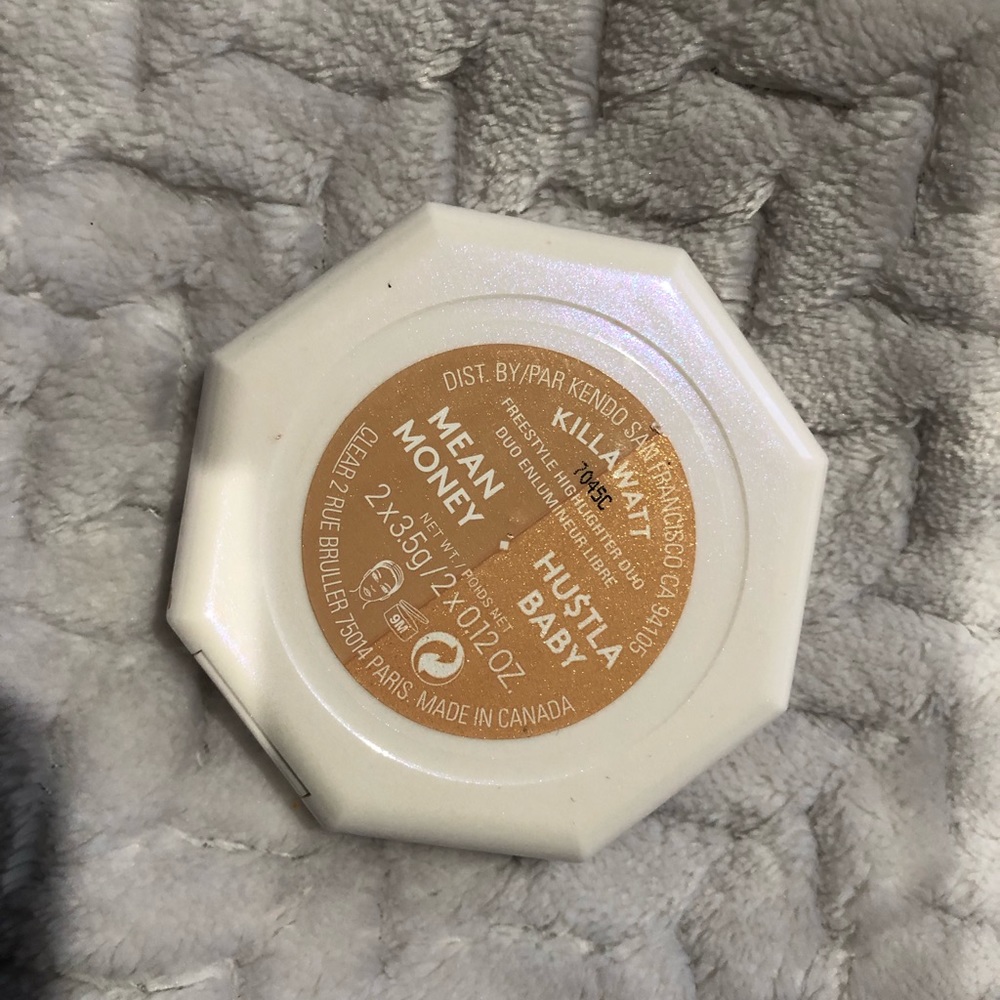 DIST. BY/PAR KENDO SAN FRANCISCO CA 94105,
KILLAWATT
FREESTYLE HIGHLIGHTER DUO
DUO ENLUMINEUR LIBRE
7045C
MEAN
MONEY
HU$TLA
BABY
NET WT. / POIDS NET
2 x 3.5g / 2 x 0.12 OZ.
9M
CLEAR 2 RUE BRULLER 75014 PARIS. MADE IN CANADA